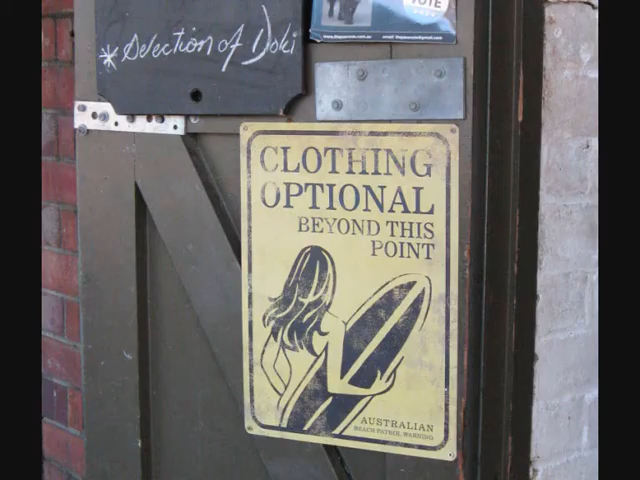 VOTE
* Selection of Doki
CLOTHING
OPTIONAL
BEYOND THIS
POINT
AUSTRALIAN
BEACH PATROL WARNING